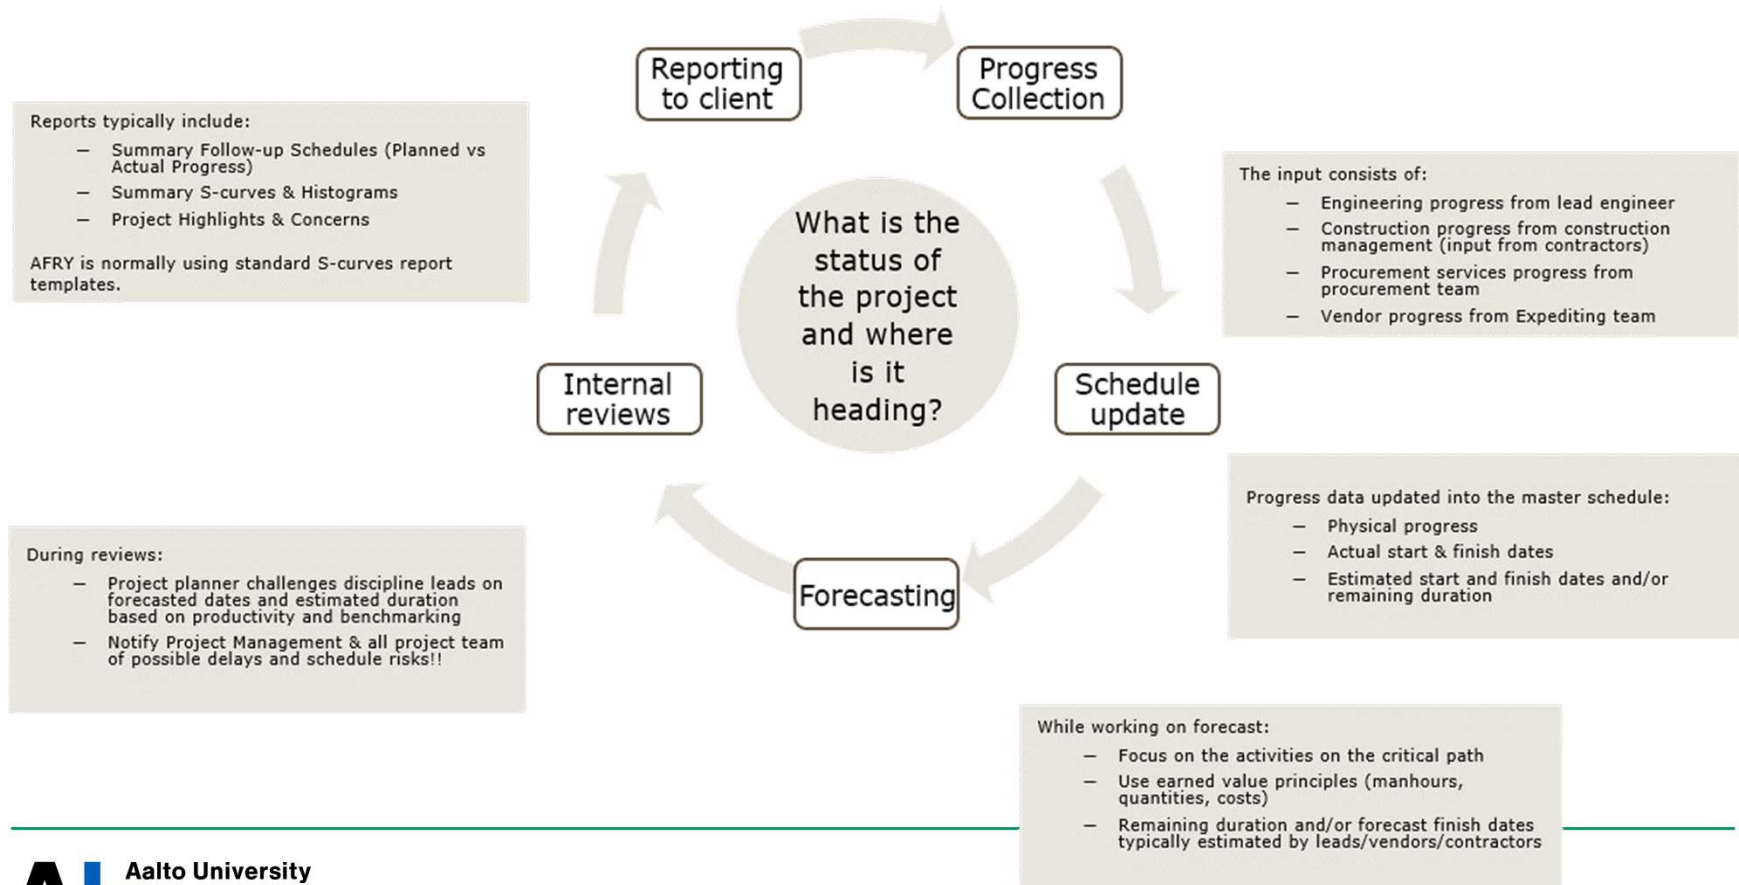 Reporting
to client
Progress
Collection
Reports typically include:
— Summary Follow-up Schedules (Planned vs
Actual Progress)
— Summary S-curves & Histograms
— Project Highlights & Concerns
AFRY is normally using standard S-curves report
templates.
The input consists of:
— Engineering progress from lead engineer
— Construction progress from construction
management (input from contractors)
— Procurement services progress from
procurement team
— Vendor progress from Expediting team
What is the
status of
the project
and where
is it
heading?
Internal
reviews
Schedule
update
Progress data updated into the master schedule:
— Physical progress
— Actual start & finish dates
— Estimated start and finish dates and/or
remaining duration
During reviews:
— Project planner challenges discipline leads on
forecasted dates and estimated duration
based on productivity and benchmarking
— Notify Project Management & all project team
of possible delays and schedule risks!!
Forecasting
While working on forecast:
— Focus on the activities on the critical path
— Use earned value principles (manhours,
quantities, costs)
— Remaining duration and/or forecast finish dates
typically estimated by leads/vendors/contractors
Aalto University